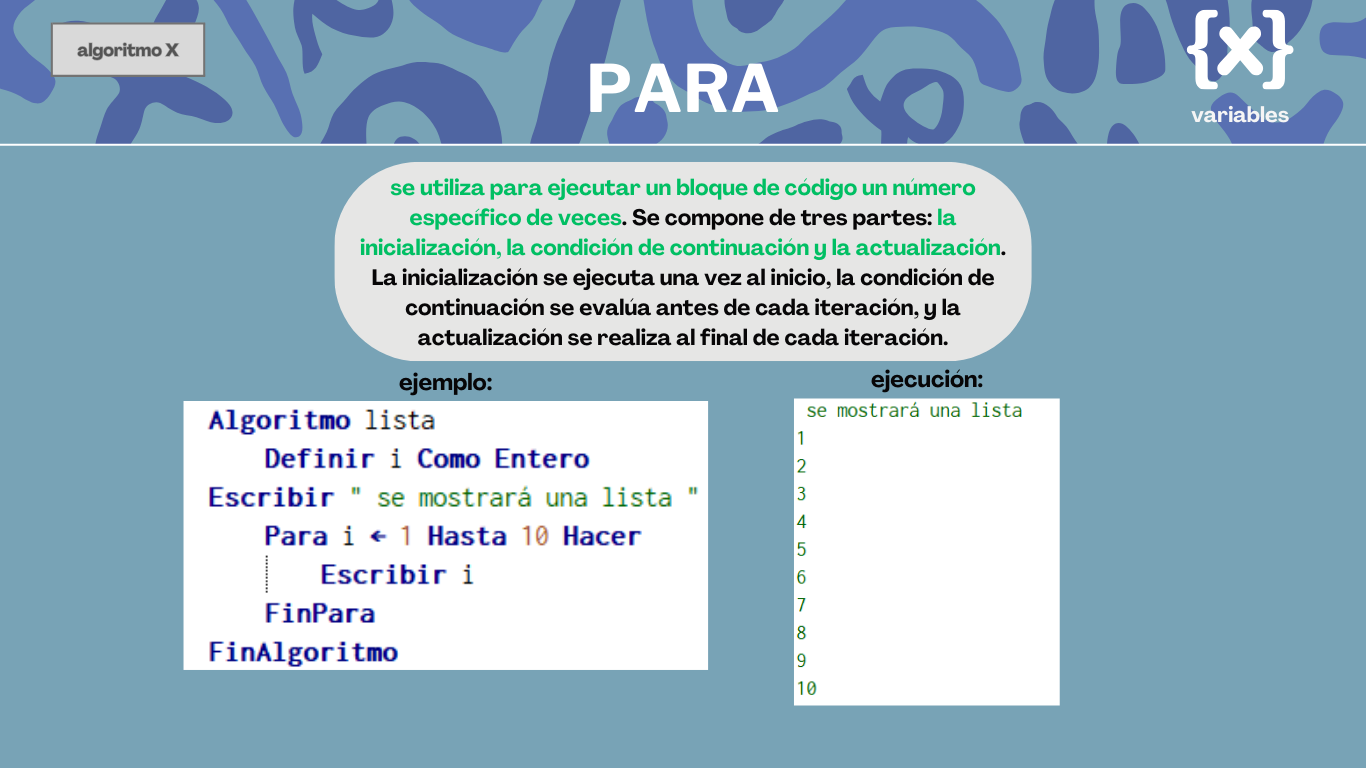 algoritmo X
PARA
{x}
variables
se utiliza para ejecutar un bloque de código un número
específico de veces. Se compone de tres partes: la
inicialización, la condición de continuación y la actualización.
La inicialización se ejecuta una vez al inicio, la condición de
continuación se evalúa antes de cada iteración, y la
actualización se realiza al final de cada iteración.
ejemplo:
Algoritmo lista
Definir i Como Entero
Escribir " se mostrará una lista "
Para i ← 1 Hasta 10 Hacer
Escribir i
FinPara
FinAlgoritmo
ejecución:
se mostrará una lista
1
2
3
4
5
6
7
8
9
10